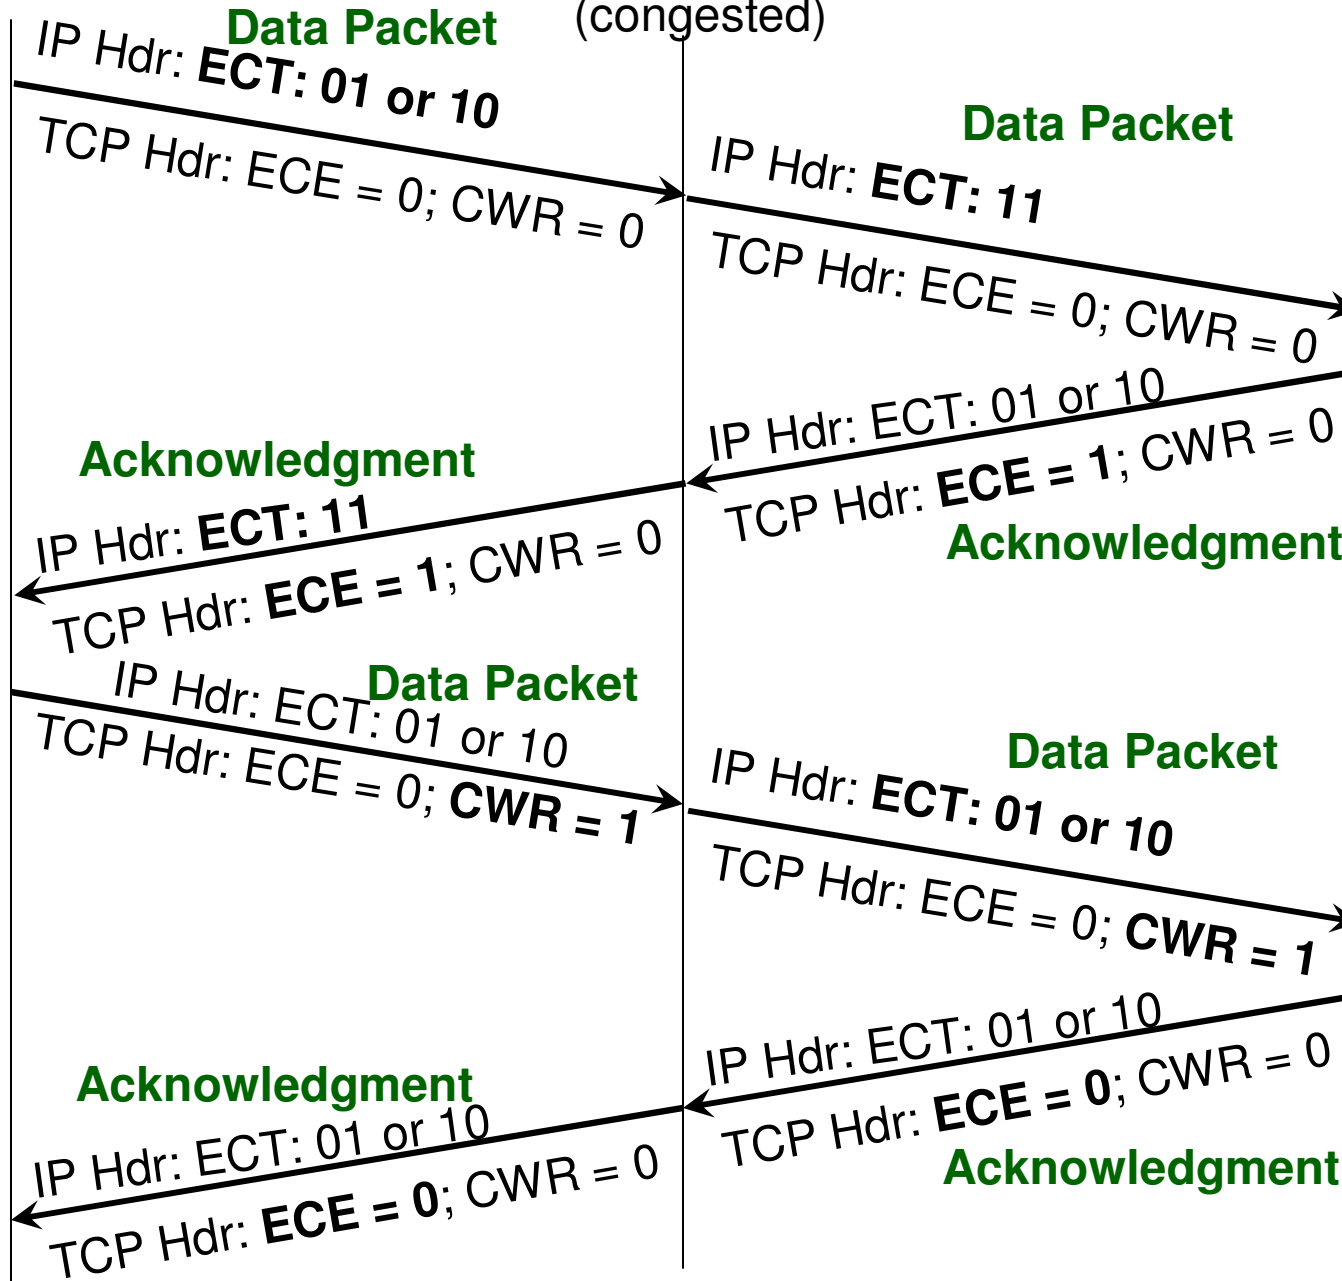 (congested)
Data Packet
IP Hdr: ECT: 01 or 10
TCP Hdr: ECE = 0; CWR = 0
Data Packet
IP Hdr: ECT: 11
TCP Hdr: ECE = 0; CWR = 0
IP Hdr: ECT: 01 or 10
TCP Hdr: ECE = 1; CWR = 0
Acknowledgment
Acknowledgment
IP Hdr: ECT: 11
TCP Hdr: ECE = 1; CWR = 0
Data Packet
IP Hdr: ECT: 01 or 10
TCP Hdr: ECE = 0; CWR = 1
Data Packet
IP Hdr: ECT: 01 or 10
TCP Hdr: ECE = 0; CWR = 1
IP Hdr: ECT: 01 or 10
TCP Hdr: ECE = 0; CWR = 0
Acknowledgment
Acknowledgment
IP Hdr: ECT: 01 or 10
TCP Hdr: ECE = 0; CWR = 0